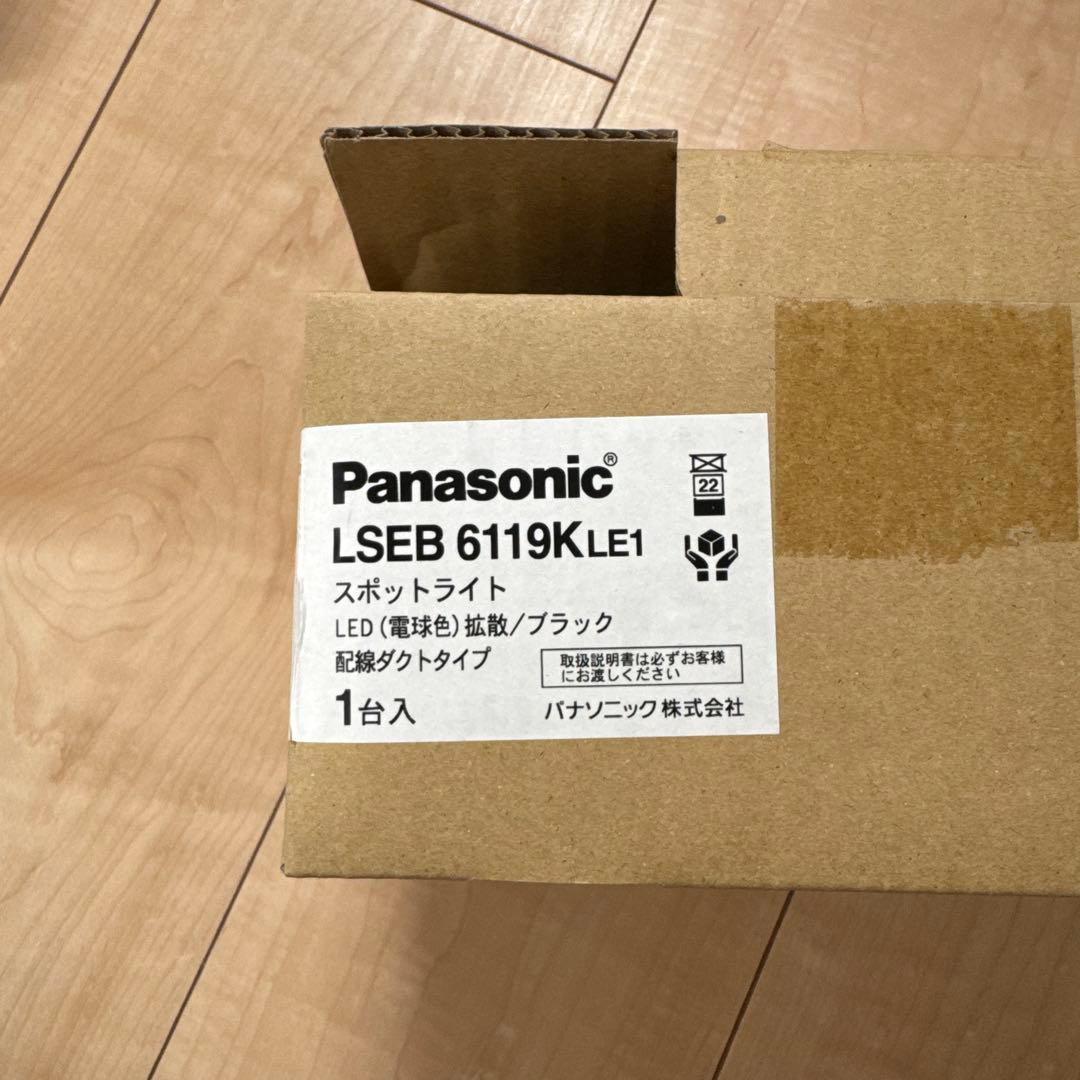 Panasonic®
LSEB 6119K LE1
スポットライト
LED(電球色)拡散/ブラック
配線ダクトタイプ
1台入
22
取扱説明書は必ずお客様
にお渡しください
パナソニック株式会社